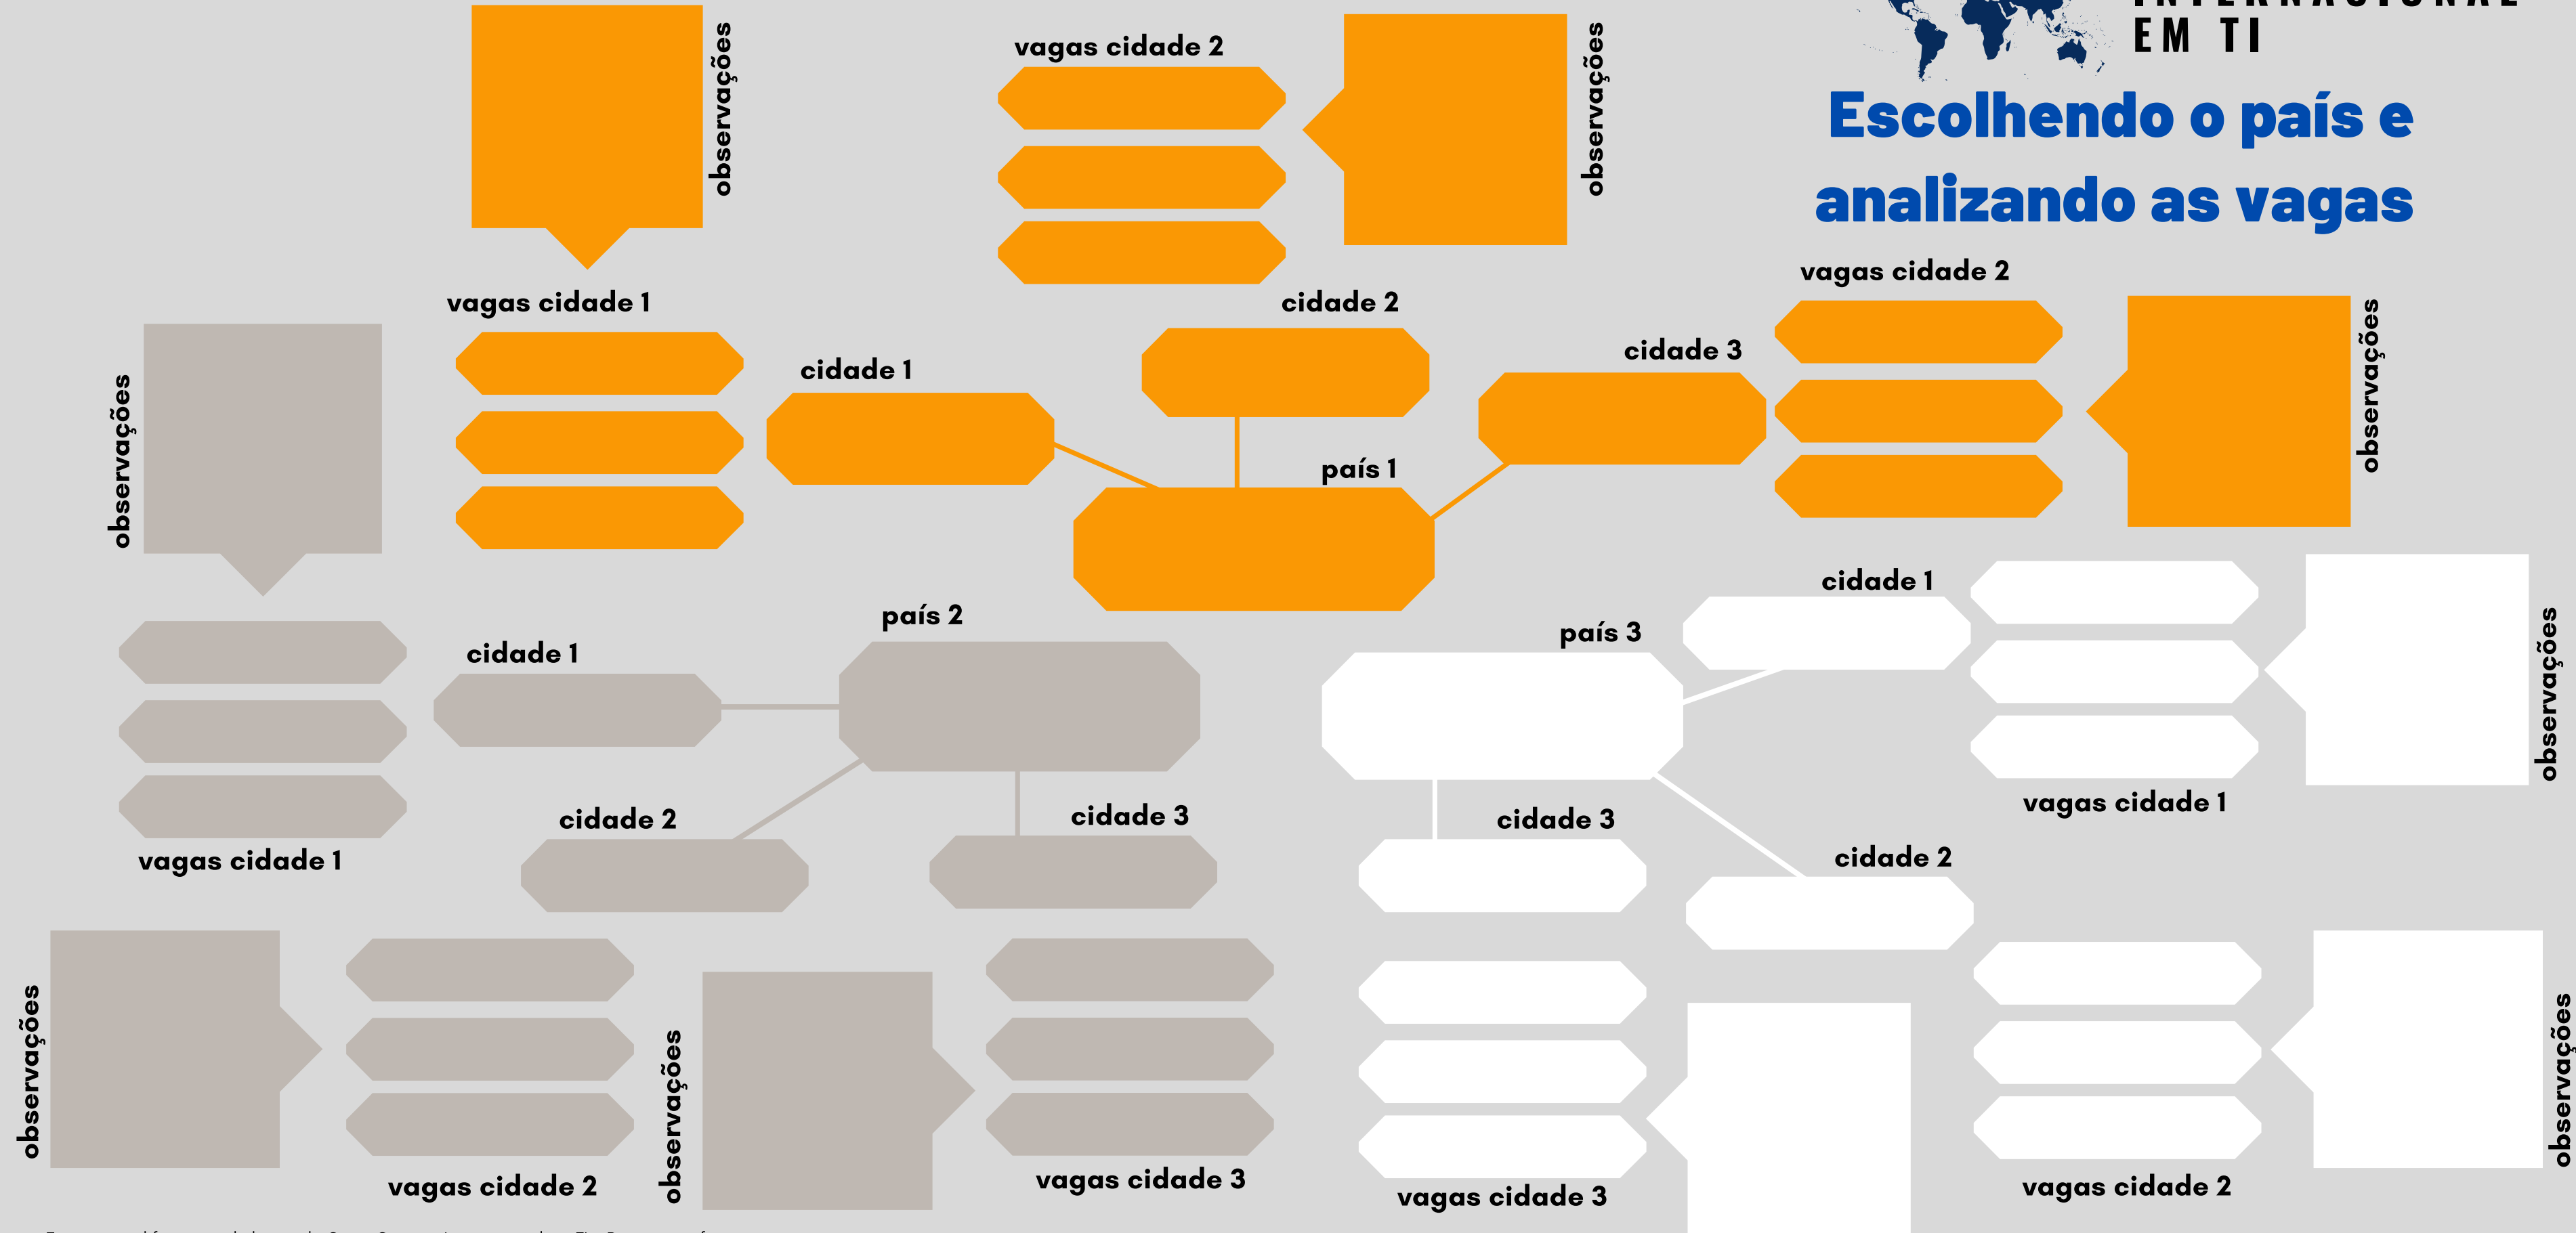 EM TI
Escolhendo o país e
analizando as vagas
observações
vagas cidade 2
observações
vagas cidade 1
cidade 2
vagas cidade 2
observações
cidade 1
cidade 3
observações
país 1
cidade 1
país 2
país 3
observações
cidade 1
vagas cidade 1
cidade 2
cidade 3
cidade 3
cidade 2
vagas cidade 1
observações
vagas cidade 2
observações
vagas cidade 3
vagas cidade 3
vagas cidade 2
observações